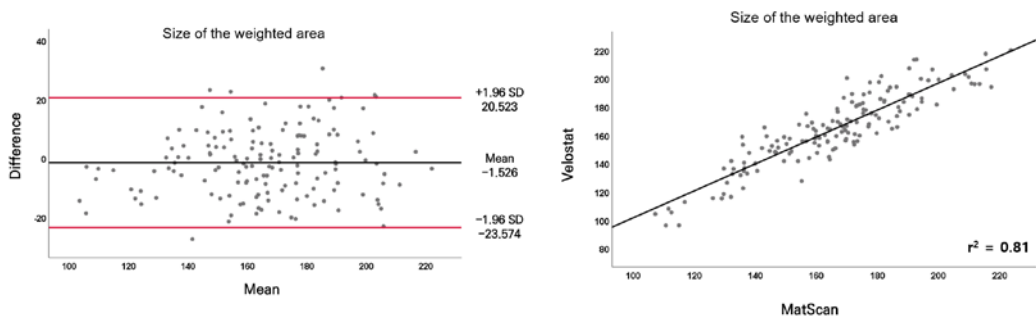 Size of the weighted area
40
20
0
-20
Difference
100 120 140 160 180 200 220
Mean
+1.96 SD
20.523
Mean
−1.526
−1.96 SD
−23.574
Size of the weighted area
220
200
180
160
140
120
100
80
Velostat
100 120 140 160 180 200 220
MatScan
r² = 0.81